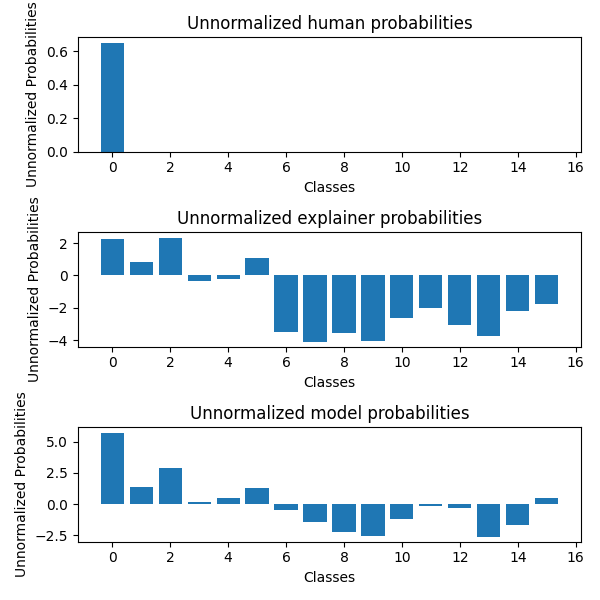 Unnormalized human probabilities
Unnormalized Probabilities
0.6
0.4
0.2
0.0
0 2 4 6 8 10 12 14 16
Classes
Unnormalized explainer probabilities
Unnormalized Probabilities
2
0
−2
−4
0 2 4 6 8 10 12 14 16
Classes
Unnormalized model probabilities
Unnormalized Probabilities
5.0
2.5
0.0
−2.5
0 2 4 6 8 10 12 14 16
Classes